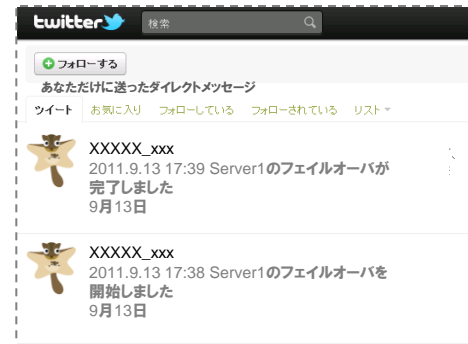 twitter
検索
フォローする
あなただけに送ったダイレクトメッセージ
ツイート お気に入り フォローしている フォローされている リスト
XXXXX_xxx
2011.9.13 17:39 Server1のフェイルオーバが
完了しました
9月13日
XXXXX_xxx
2011.9.13 17:38 Server1のフェイルオーバを
開始しました
9月13日